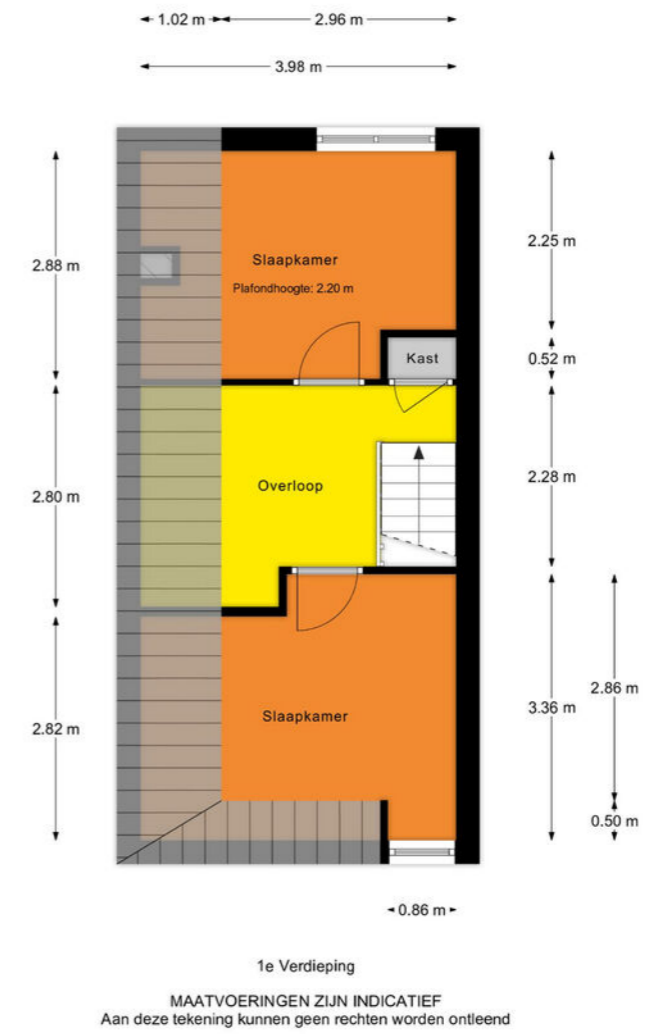 1.02 m
2.96 m
3.98 m
2.88 m
2.25 m
Slaapkamer
Plafondhoogte: 2.20 m
Kast
0.52 m
Overloop
2.80 m
2.28 m
Slaapkamer
2.82 m
3.36 m
2.86 m
0.50 m
0.86 m
1e Verdieping
MAATVOERINGEN ZIJN INDICATIEF
Aan deze tekening kunnen geen rechten worden ontleend